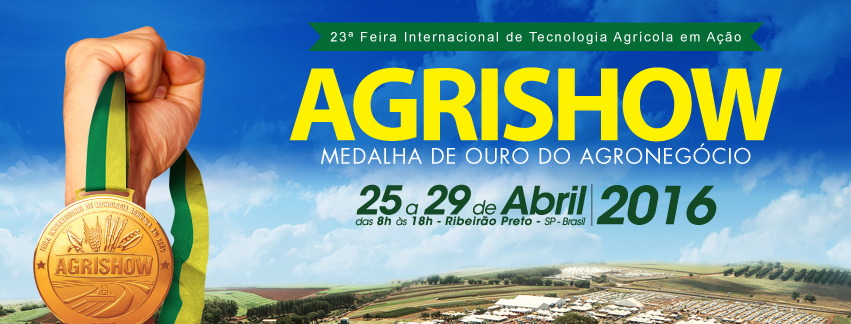 23ª Feira Internacional de Tecnologia Agrícola em Ação
AGRISHOW
MEDALHA DE OURO DO AGRONEGÓCIO
25 a 29 de Abril 2016
das 8h às 18h - Ribeirão Preto - SP - Brasil
AGRISHOW